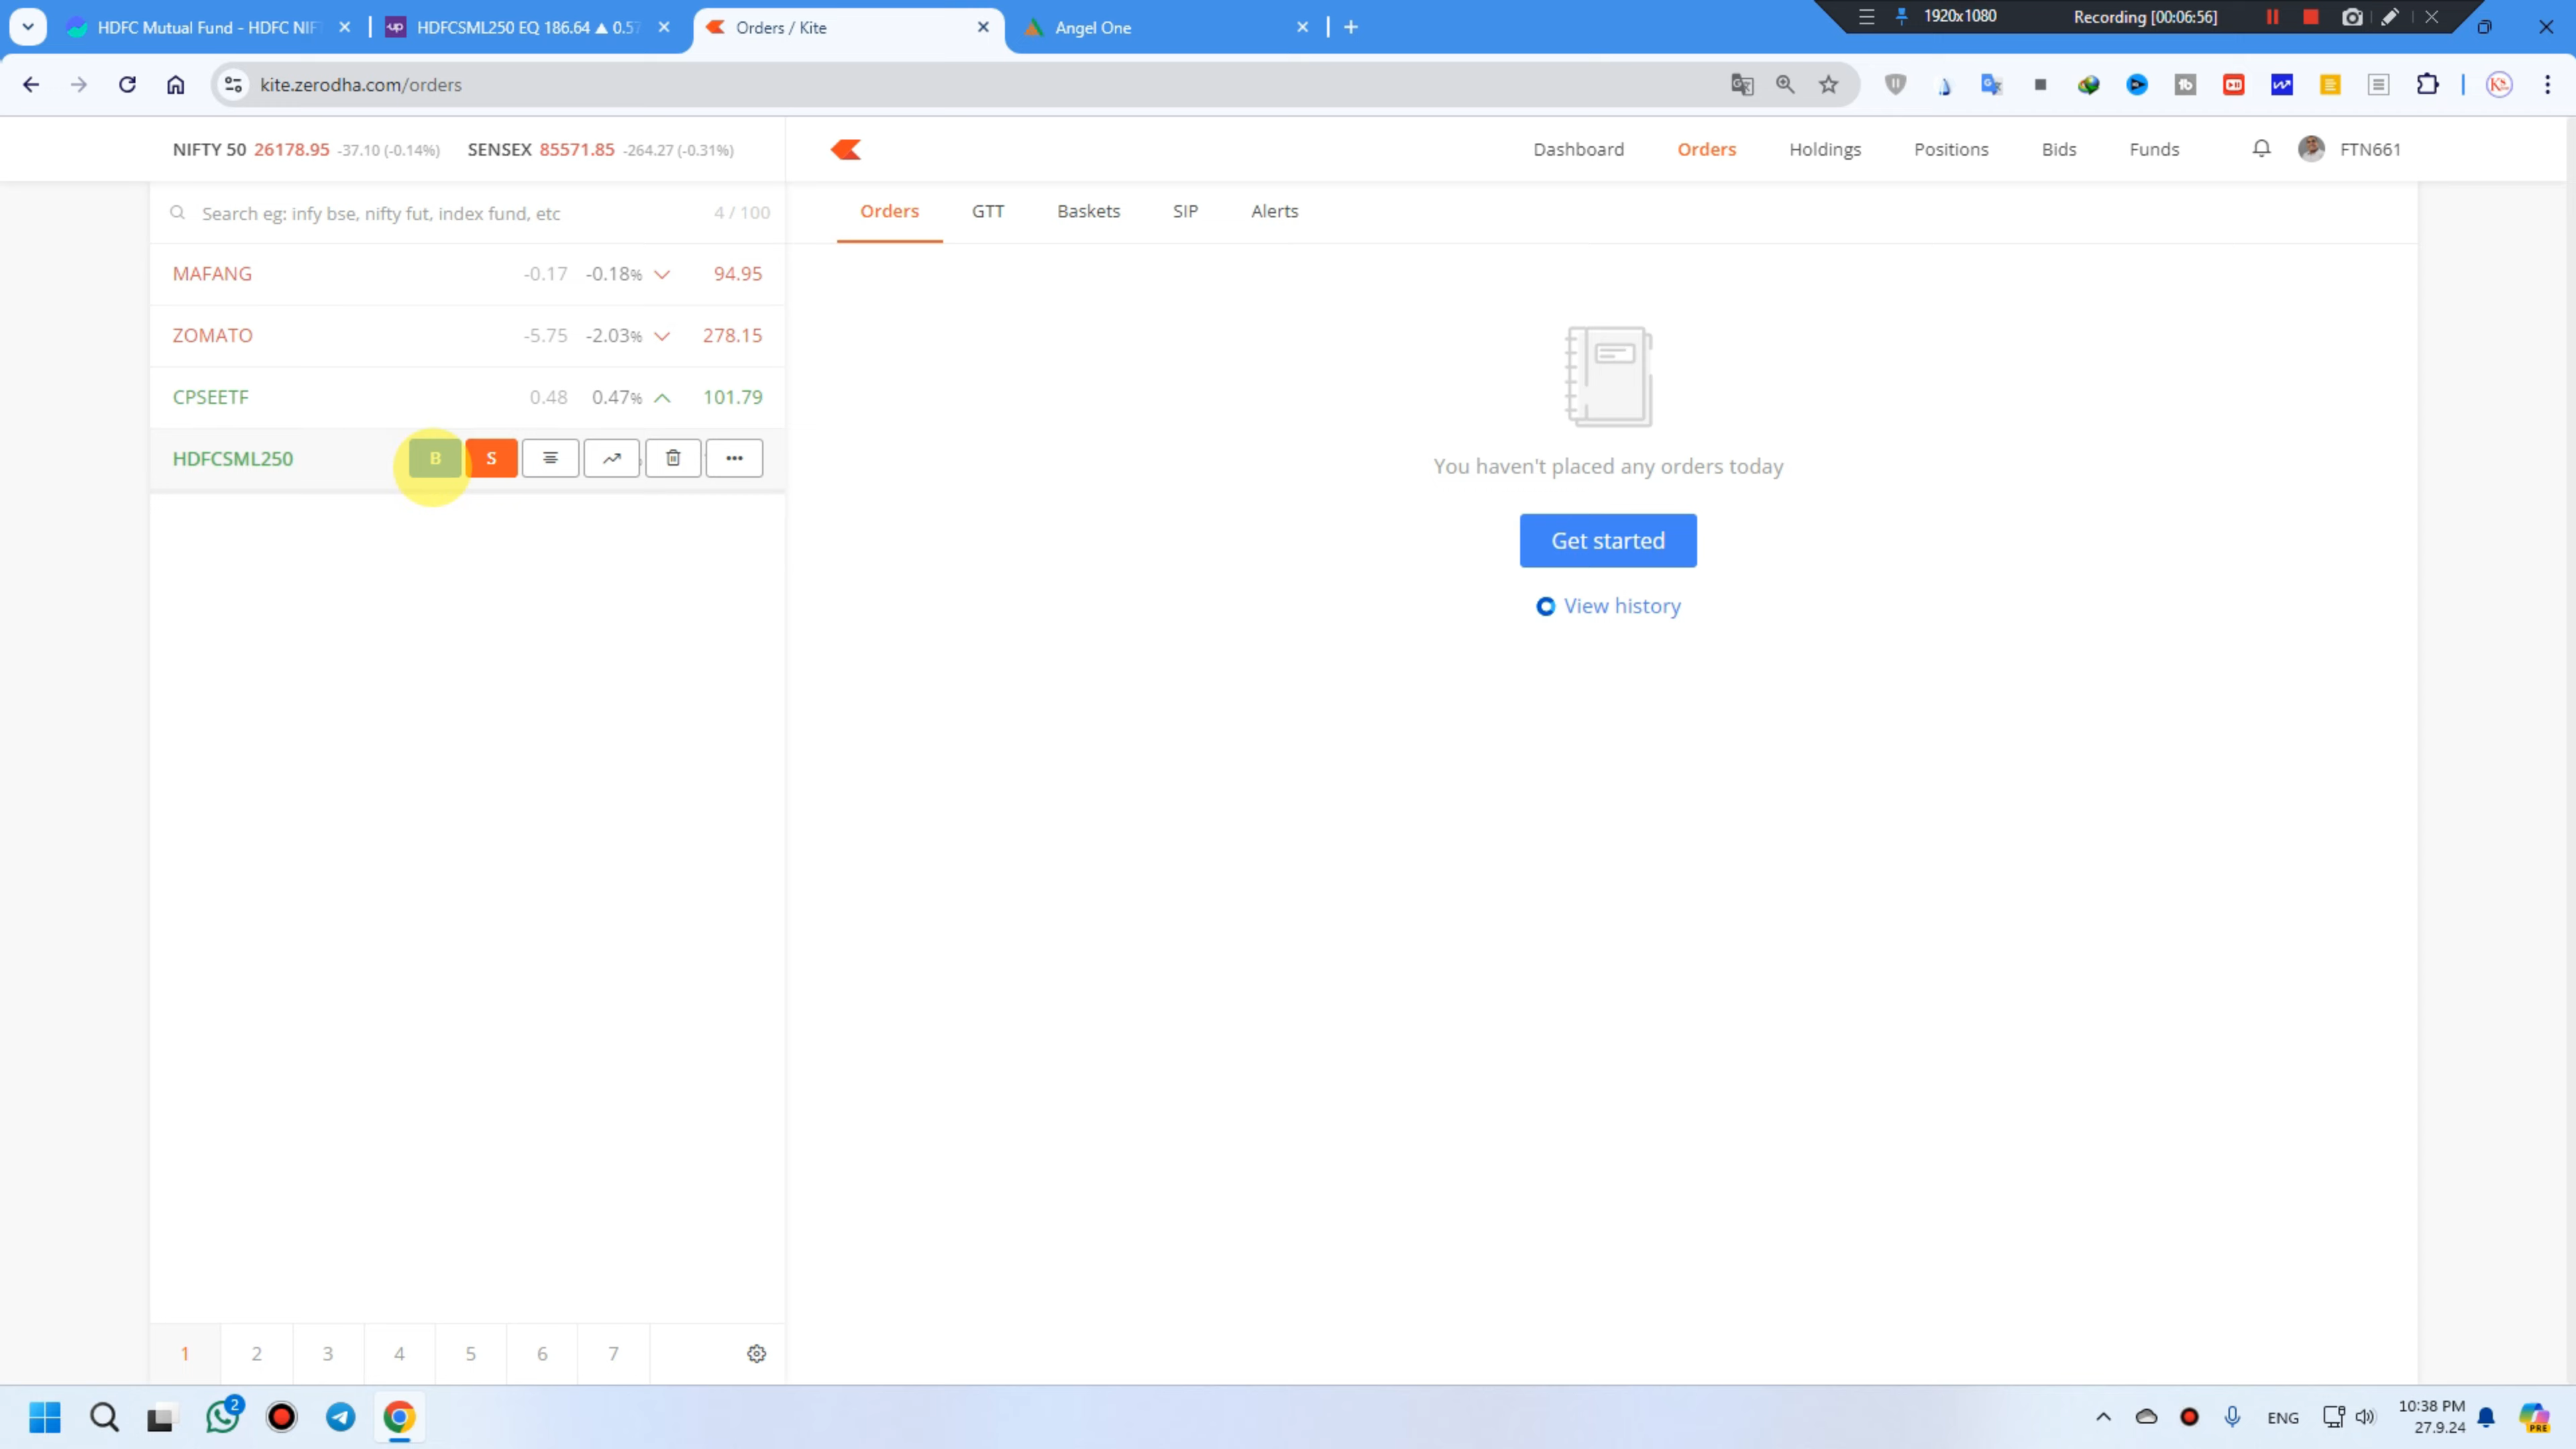 HDFC Mutual Fund - HDFC NIF
up
HDFCSML250 EQ 186.64 ▲ 0.57
Orders / Kite
Angel One
1920x1080
Recording [00:06:56]
kite.zerodha.com/orders
NIFTY 50 26178.95 -37.10 (-0.14%)
SENSEX 85571.85 -264.27 (-0.31%)
Dashboard
Orders
Holdings
Positions
Bids
Funds
FTN661
Search eg: infy bse, nifty fut, index fund, etc
4 / 100
Orders
GTT
Baskets
SIP
Alerts
MAFANG -0.17 -0.18% 94.95
ZOMATO -5.75 -2.03% 278.15
CPSEETF 0.48 0.47% 101.79
HDFCSML250 B S
You haven't placed any orders today
Get started
View history
1 2 3 4 5 6 7
2
ENG
10:38 PM
27.9.24
PRE